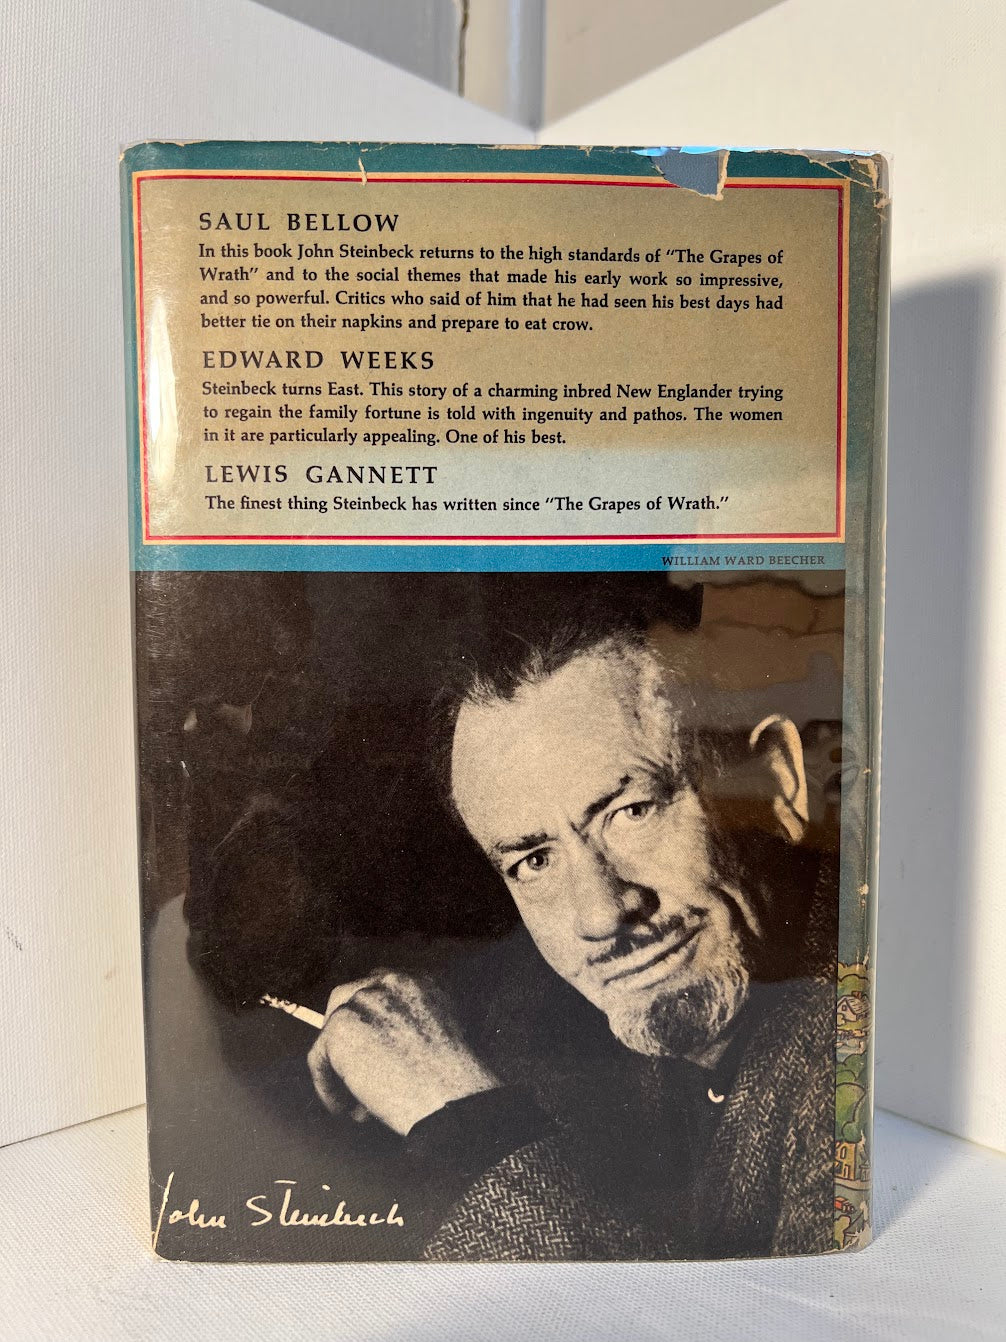 SAUL BELLOW
In this book John Steinbeck returns to the high standards of “The Grapes of
Wrath” and to the social themes that made his early work so impressive,
and so powerful. Critics who said of him that he had seen his best days had
better tie on their napkins and prepare to eat crow.
EDWARD WEEKS
Steinbeck turns East. This story of a charming inbred New Englander trying
to regain the family fortune is told with ingenuity and pathos. The women
in it are particularly appealing. One of his best.
LEWIS GANNETT
The finest thing Steinbeck has written since “The Grapes of Wrath.”
WILLIAM WARD BEECHER
John Steinbeck